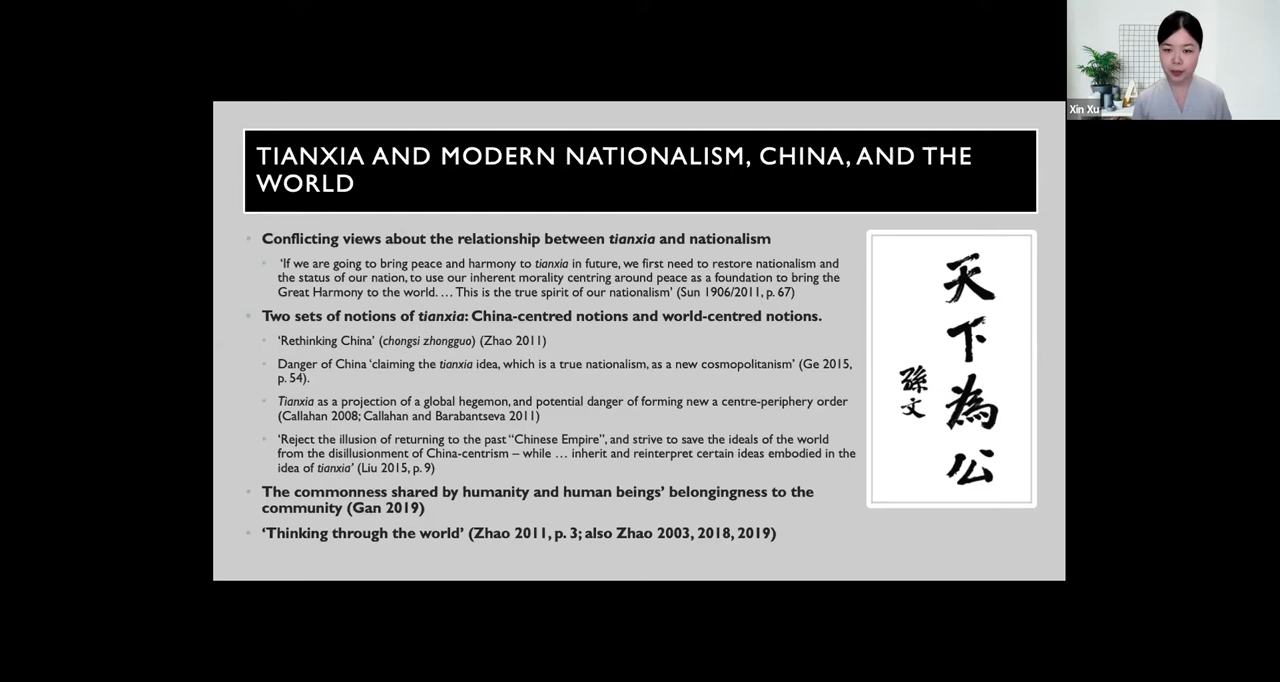 Xin Xu
TIANXIA AND MODERN NATIONALISM, CHINA, AND THE
WORLD
Conflicting views about the relationship between tianxia and nationalism
‘If we are going to bring peace and harmony to tianxia in future, we first need to restore nationalism and
the status of our nation, to use our inherent morality centring around peace as a foundation to bring the
Great Harmony to the world. … This is the true spirit of our nationalism’ (Sun 1906/2011, p. 67)
Two sets of notions of tianxia: China-centred notions and world-centred notions.
‘Rethinking China’ (chongsi zhongguo) (Zhao 2011)
Danger of China ‘claiming the tianxia idea, which is a true nationalism, as a new cosmopolitanism’ (Ge 2015,
p. 54).
Tianxia as a projection of a global hegemon, and potential danger of forming new a centre-periphery order
(Callahan 2008; Callahan and Barabantseva 2011)
‘Reject the illusion of returning to the past “Chinese Empire”, and strive to save the ideals of the world
from the disillusionment of China-centrism – while … inherit and reinterpret certain ideas embodied in the
idea of tianxia’ (Liu 2015, p. 9)
The commonness shared by humanity and human beings’ belongingness to the
community (Gan 2019)
‘Thinking through the world’ (Zhao 2011, p. 3; also Zhao 2003, 2018, 2019)
天下為公
孫文